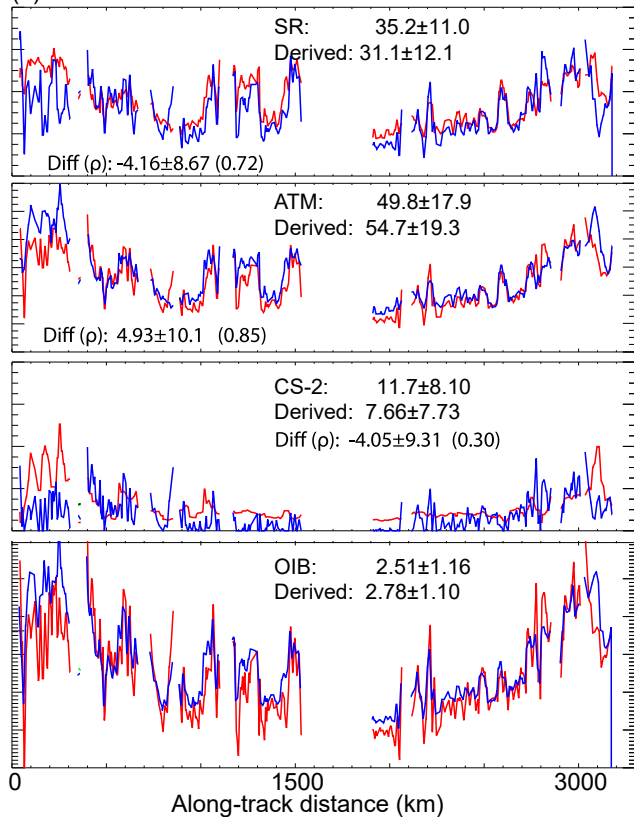 SR: 35.2±11.0
Derived: 31.1±12.1
Diff (ρ): -4.16±8.67 (0.72)
ATM: 49.8±17.9
Derived: 54.7±19.3
Diff (ρ): 4.93±10.1 (0.85)
CS-2: 11.7±8.10
Derived: 7.66±7.73
Diff (ρ): -4.05±9.31 (0.30)
OIB: 2.51±1.16
Derived: 2.78±1.10
0 1500 3000
Along-track distance (km)